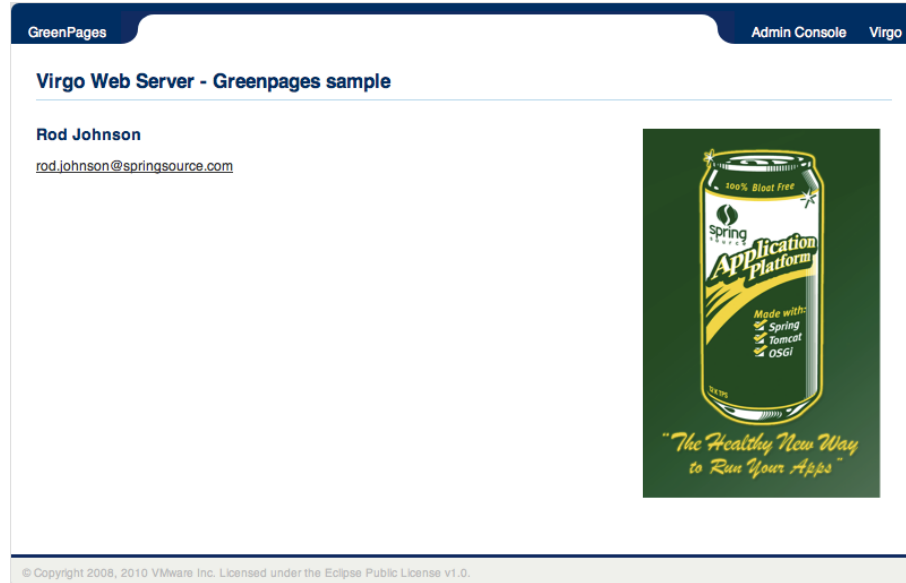 GreenPages
Admin Console
Virgo
Virgo Web Server - Greenpages sample
Rod Johnson
rod.johnson@springsource.com
100% Bloat Free
spring
source
Application
Platform
Made with:
Spring
Tomcat
OSGi
"The Healthy New Way
to Run Your Apps"
© Copyright 2008, 2010 VMware Inc. Licensed under the Eclipse Public License v1.0.